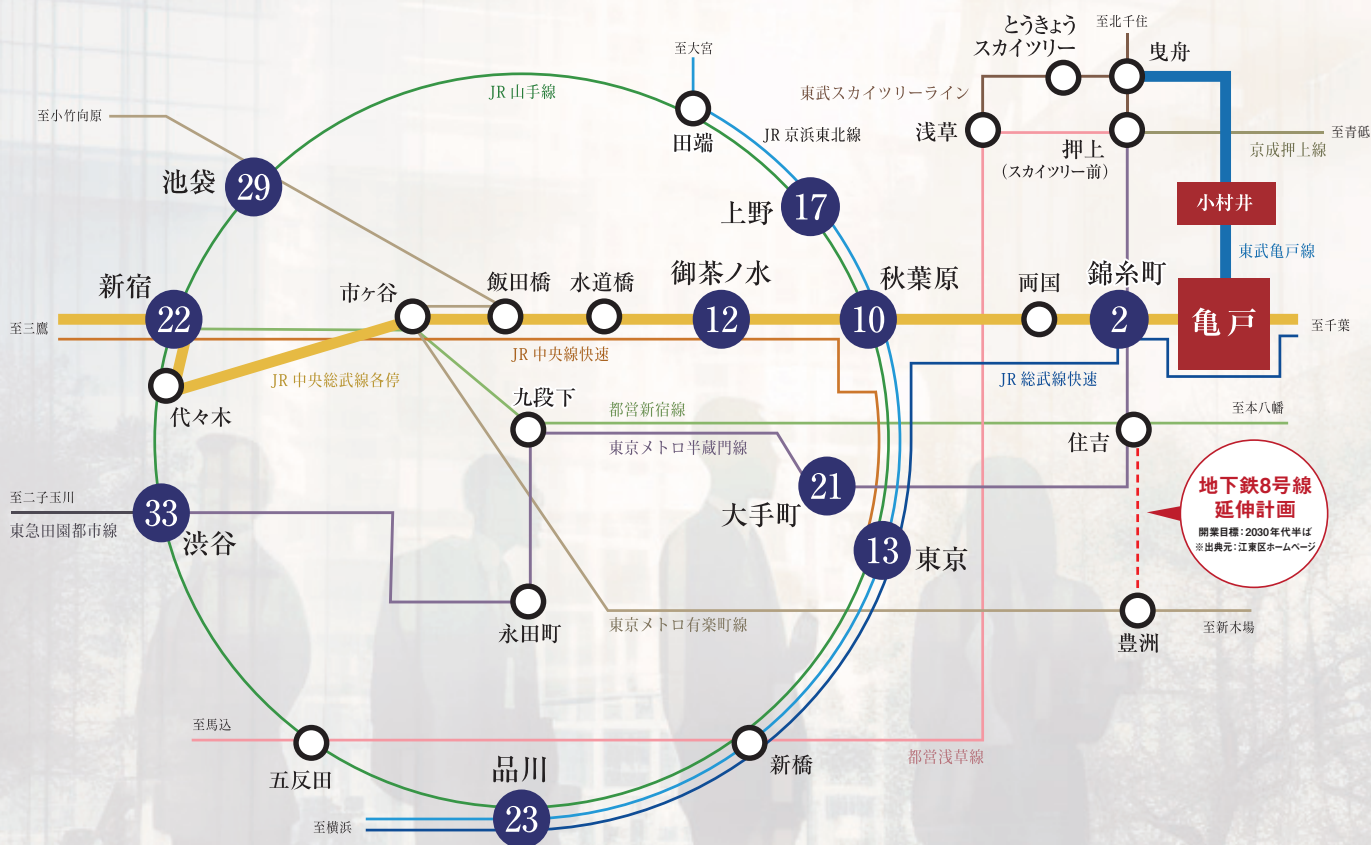 とうきょう
スカイツリー
至北千住
曳舟
至大宮
JR 山手線
東武スカイツリーライン
至小竹向原
田端
JR 京浜東北線
浅草
押上
(スカイツリー前)
至青砥
京成押上線
池袋
29
上野
17
小村井
東武亀戸線
新宿
22
市ヶ谷
飯田橋
水道橋
御茶ノ水
12
秋葉原
10
両国
錦糸町
2
亀戸
至三鷹
至千葉
JR 中央線快速
JR 中央総武線各停
JR 総武線快速
代々木
九段下
都営新宿線
至本八幡
東京メトロ半蔵門線
住吉
大手町
21
地下鉄8号線
延伸計画
開業目標:2030年代半ば
※出典元:江東区ホームページ
至二子玉川
東急田園都市線
33
渋谷
13
東京
永田町
東京メトロ有楽町線
豊洲
至新木場
至馬込
五反田
品川
23
新橋
都営浅草線
至横浜